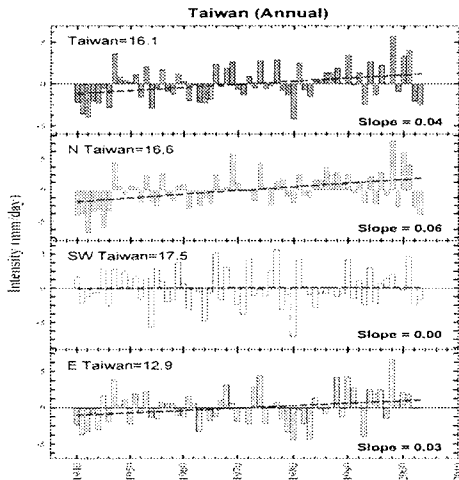 Taiwan (Annual)
Taiwan=16.1
Slope = 0.04
N Taiwan=16.6
Slope = 0.06
Intensity (mm/day)
SW Taiwan=17.5
Slope = 0.00
E Taiwan=12.9
Slope = 0.03